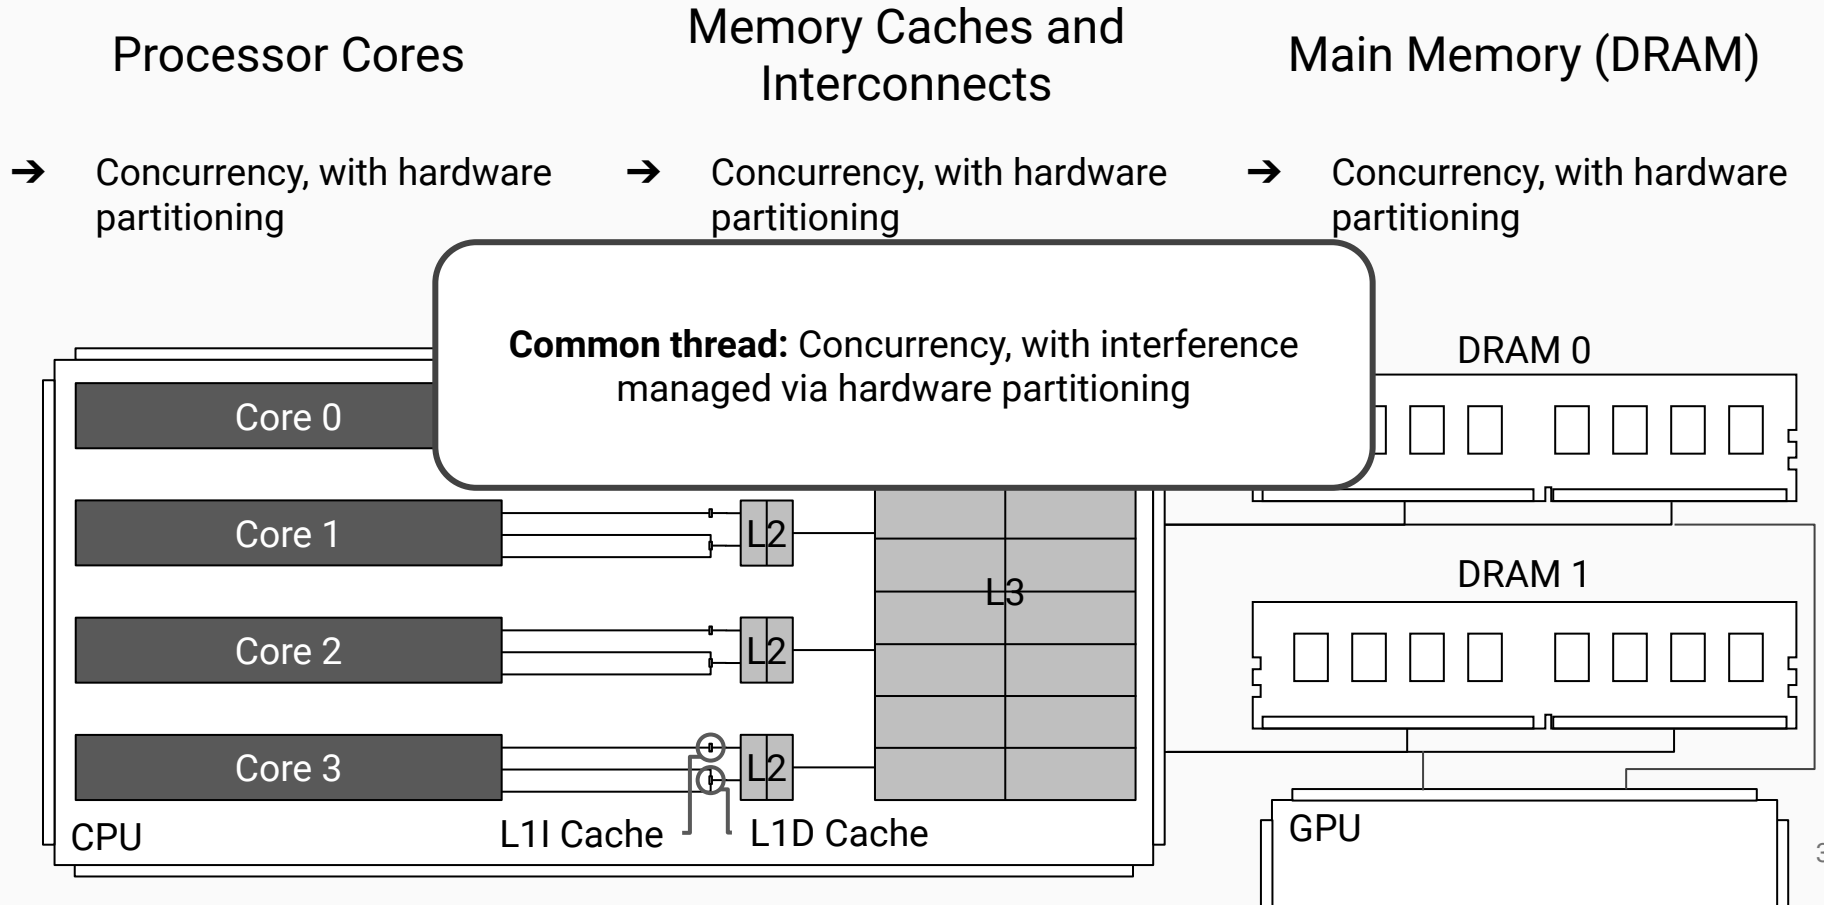 Processor Cores
Memory Caches and
Interconnects
Main Memory (DRAM)
➔ Concurrency, with hardware
partitioning
➔ Concurrency, with hardware
partitioning
➔ Concurrency, with hardware
partitioning
Common thread: Concurrency, with interference
managed via hardware partitioning
DRAM 0
Core 0
Core 1
L2
L3
DRAM 1
Core 2
L2
Core 3
L2
CPU
L1I Cache
L1D Cache
GPU